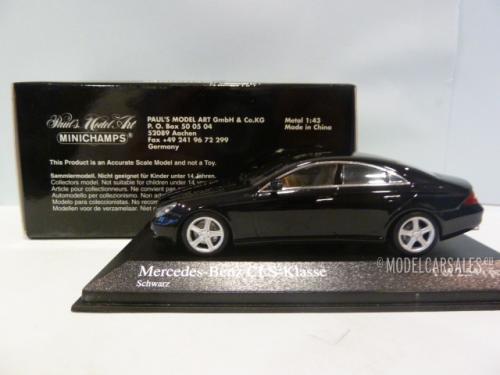 Paul's Model Art
MINICHAMPS
PAUL'S MODEL ART GmbH & Co.KG
P.O. Box 50 05 04
52089 Aachen
Fax +49 241 96 72 299
Germany
Metal 1:43
Made in China
This Product is an Accurate Scale Model and not a Toy.
Sammlermodell. Nicht geeignet für Kinder unter 14 Jahren.
Collectors model. Not suitable for children under 14
Article pour collectionneurs. Ne convient pas
Automodello per collezionismo. Non
Modelo para coleccionistas. No
Modellen voor de verzamelaar. Niet
Mercedes-Benz CLS-Klasse
Schwarz
©MODELCARSALES.eu